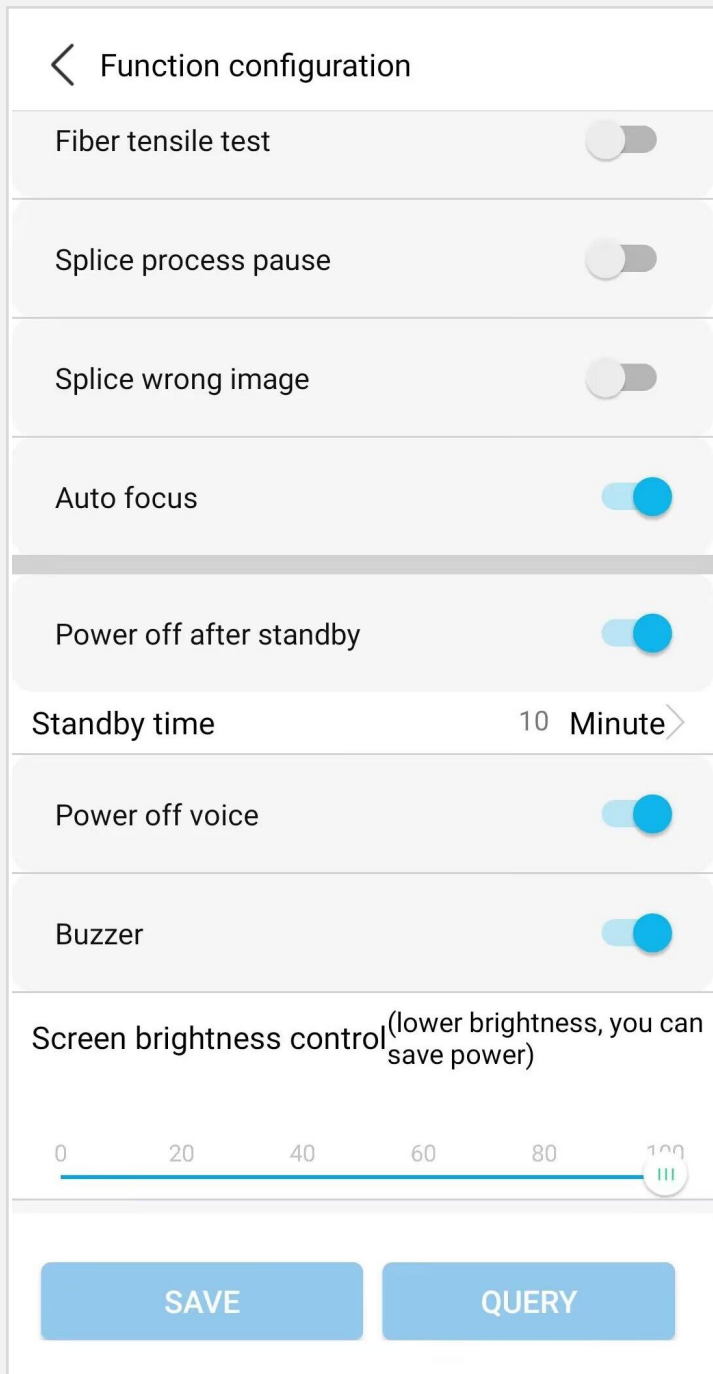 Function configuration
Fiber tensile test
Splice process pause
Splice wrong image
Auto focus
Power off after standby
Standby time 10 Minute
Power off voice
Buzzer
Screen brightness control (lower brightness, you can
save power)
0 20 40 60 80 100
SAVE QUERY